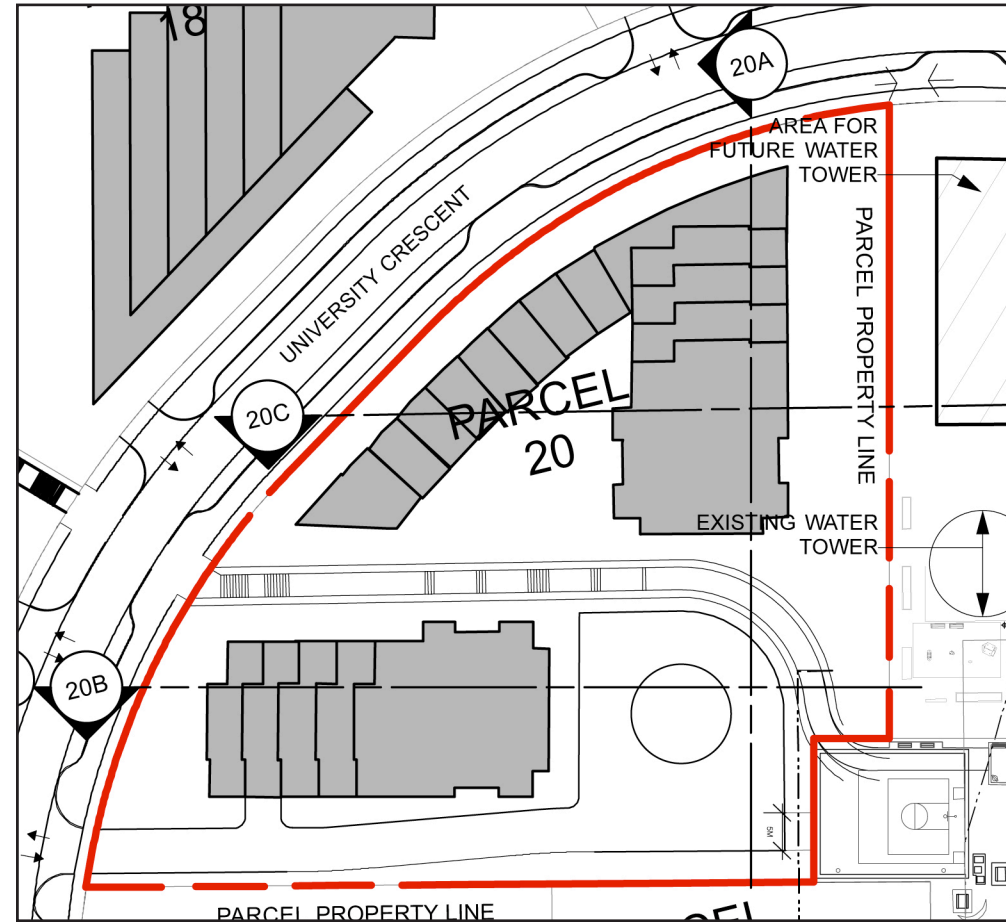 18
20A
AREA FOR
FUTURE WATER
TOWER
UNIVERSITY CRESCENT
PARCEL PROPERTY LINE
20C
PARCEL
20
EXISTING WATER
TOWER
20B
5M
PARCEL PROPERTY LINE